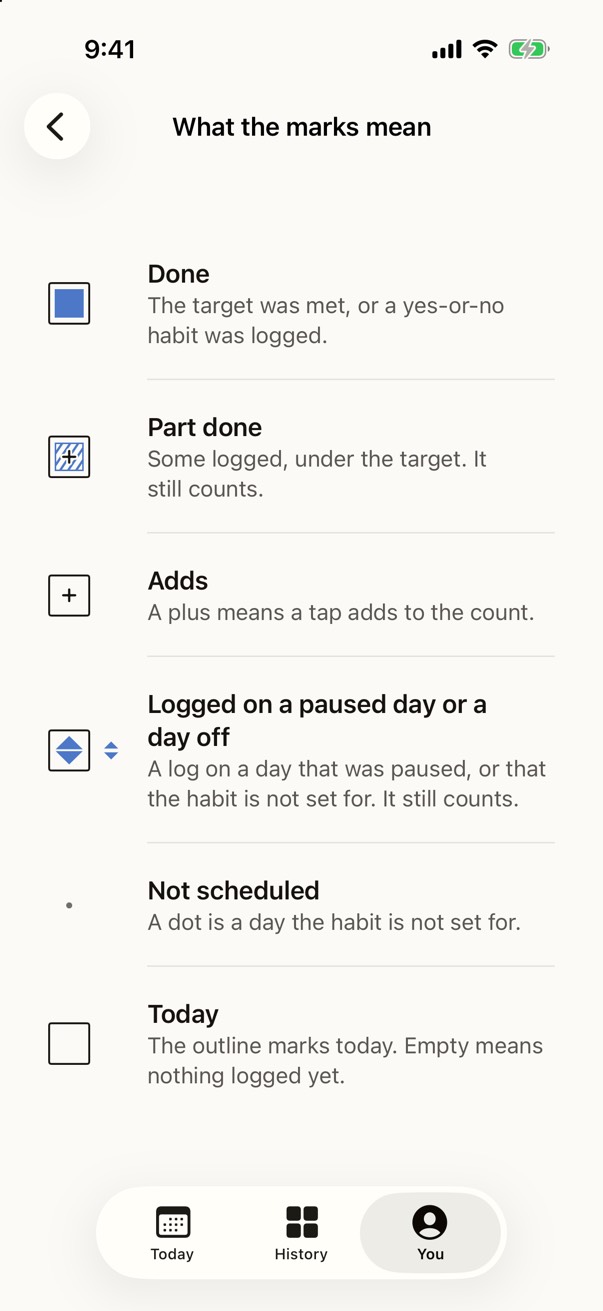 9:41
What the marks mean
Done
The target was met, or a yes-or-no
habit was logged.
Part done
Some logged, under the target. It
still counts.
+
Adds
A plus means a tap adds to the count.
+
Logged on a paused day or a
day off
A log on a day that was paused, or that
the habit is not set for. It still counts.
Not scheduled
A dot is a day the habit is not set for.
Today
The outline marks today. Empty means
nothing logged yet.
Today
History
You